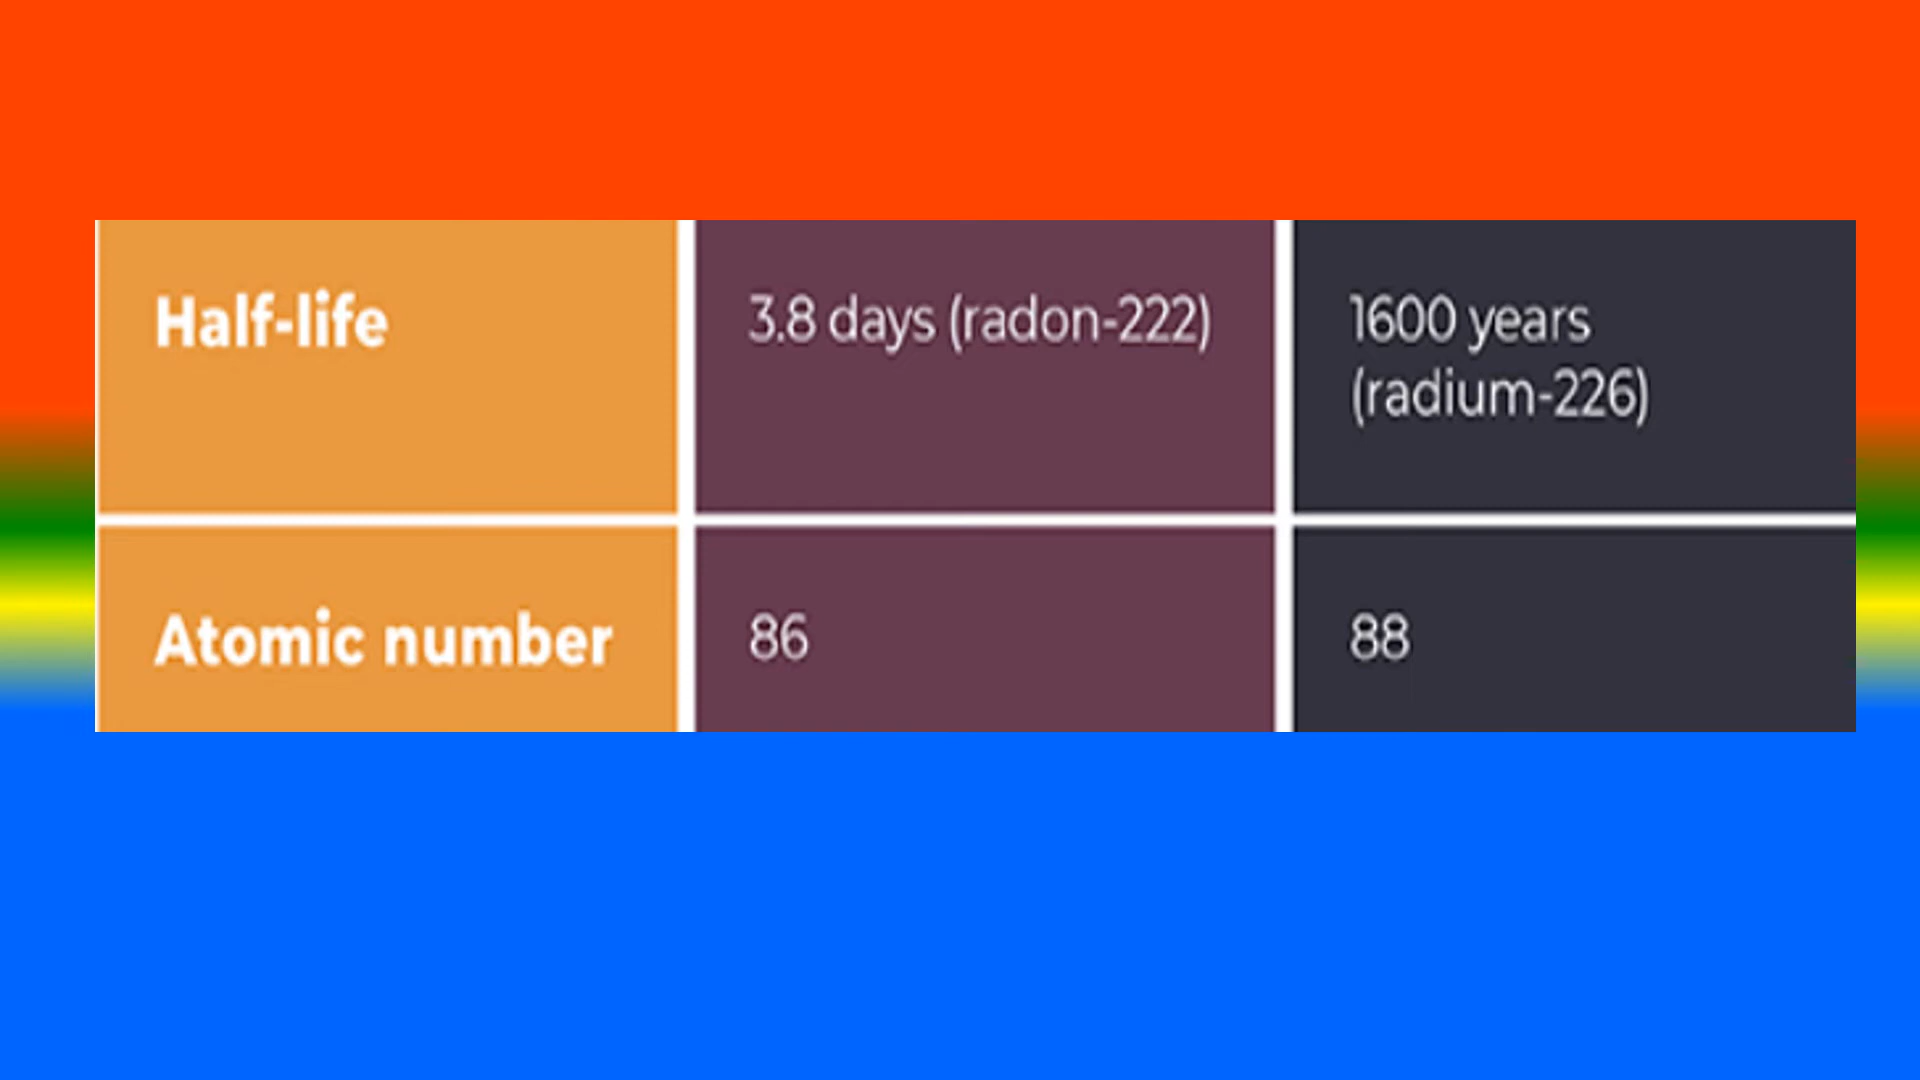 Half-life 3.8 days (radon-222) 1600 years
(radium-226)
Atomic number 86 88